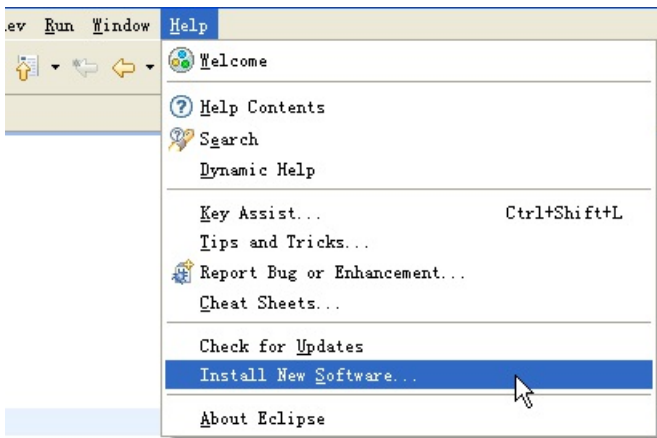 ev Run Window Help
Welcome
Help Contents
Search
Dynamic Help
Key Assist... Ctrl+Shift+L
Tips and Tricks...
Report Bug or Enhancement...
Cheat Sheets...
Check for Updates
Install New Software...
About Eclipse